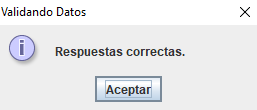 Validando Datos
Respuestas correctas.
Aceptar